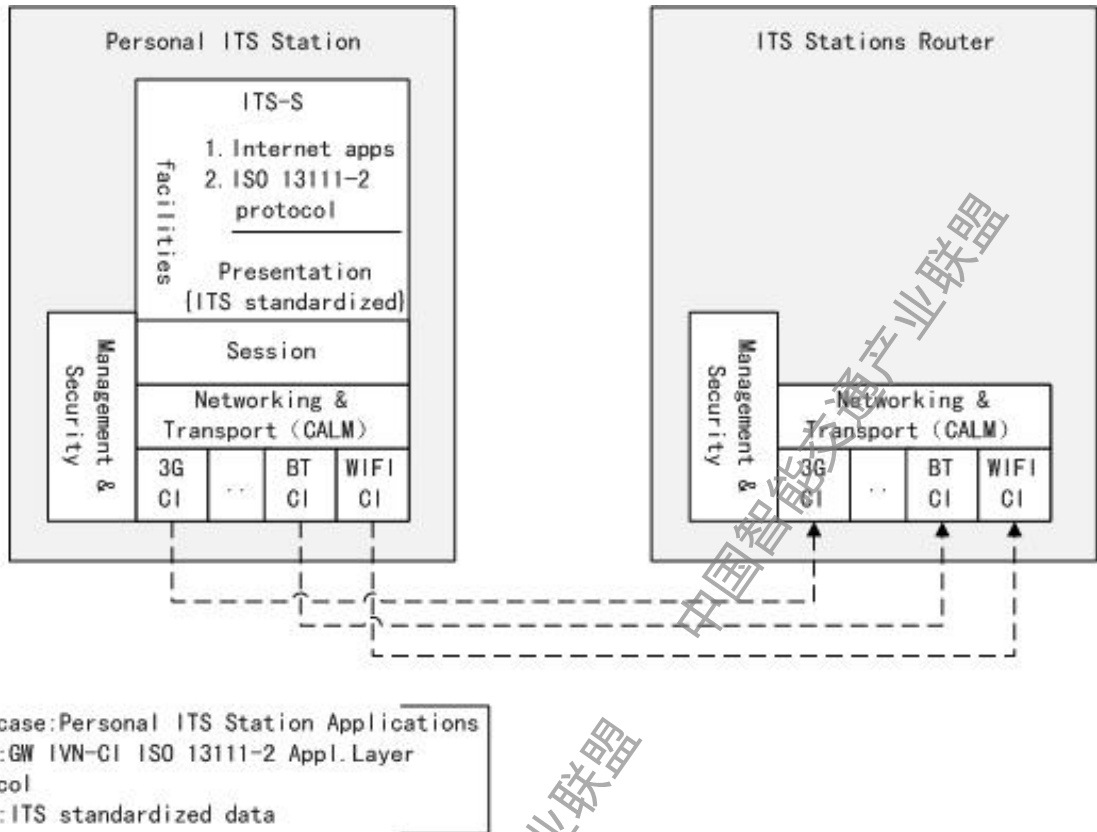 Personal ITS Station
ITS-S
1. Internet apps
2. ISO 13111-2
protocol
facilities
Presentation
{ITS standardized}
Session
Management &
Security
Networking &
Transport (CALM)
3G
CI
..
BT
CI
WIFI
CI
ITS Stations Router
Management &
Security
Networking &
Transport (CALM)
3G
CI
..
BT
CI
WIFI
CI
中国智能交通产业联盟
case:Personal ITS Station Applications
:GW IVN-CI ISO 13111-2 Appl.Layer
col
:ITS standardized data
业联盟